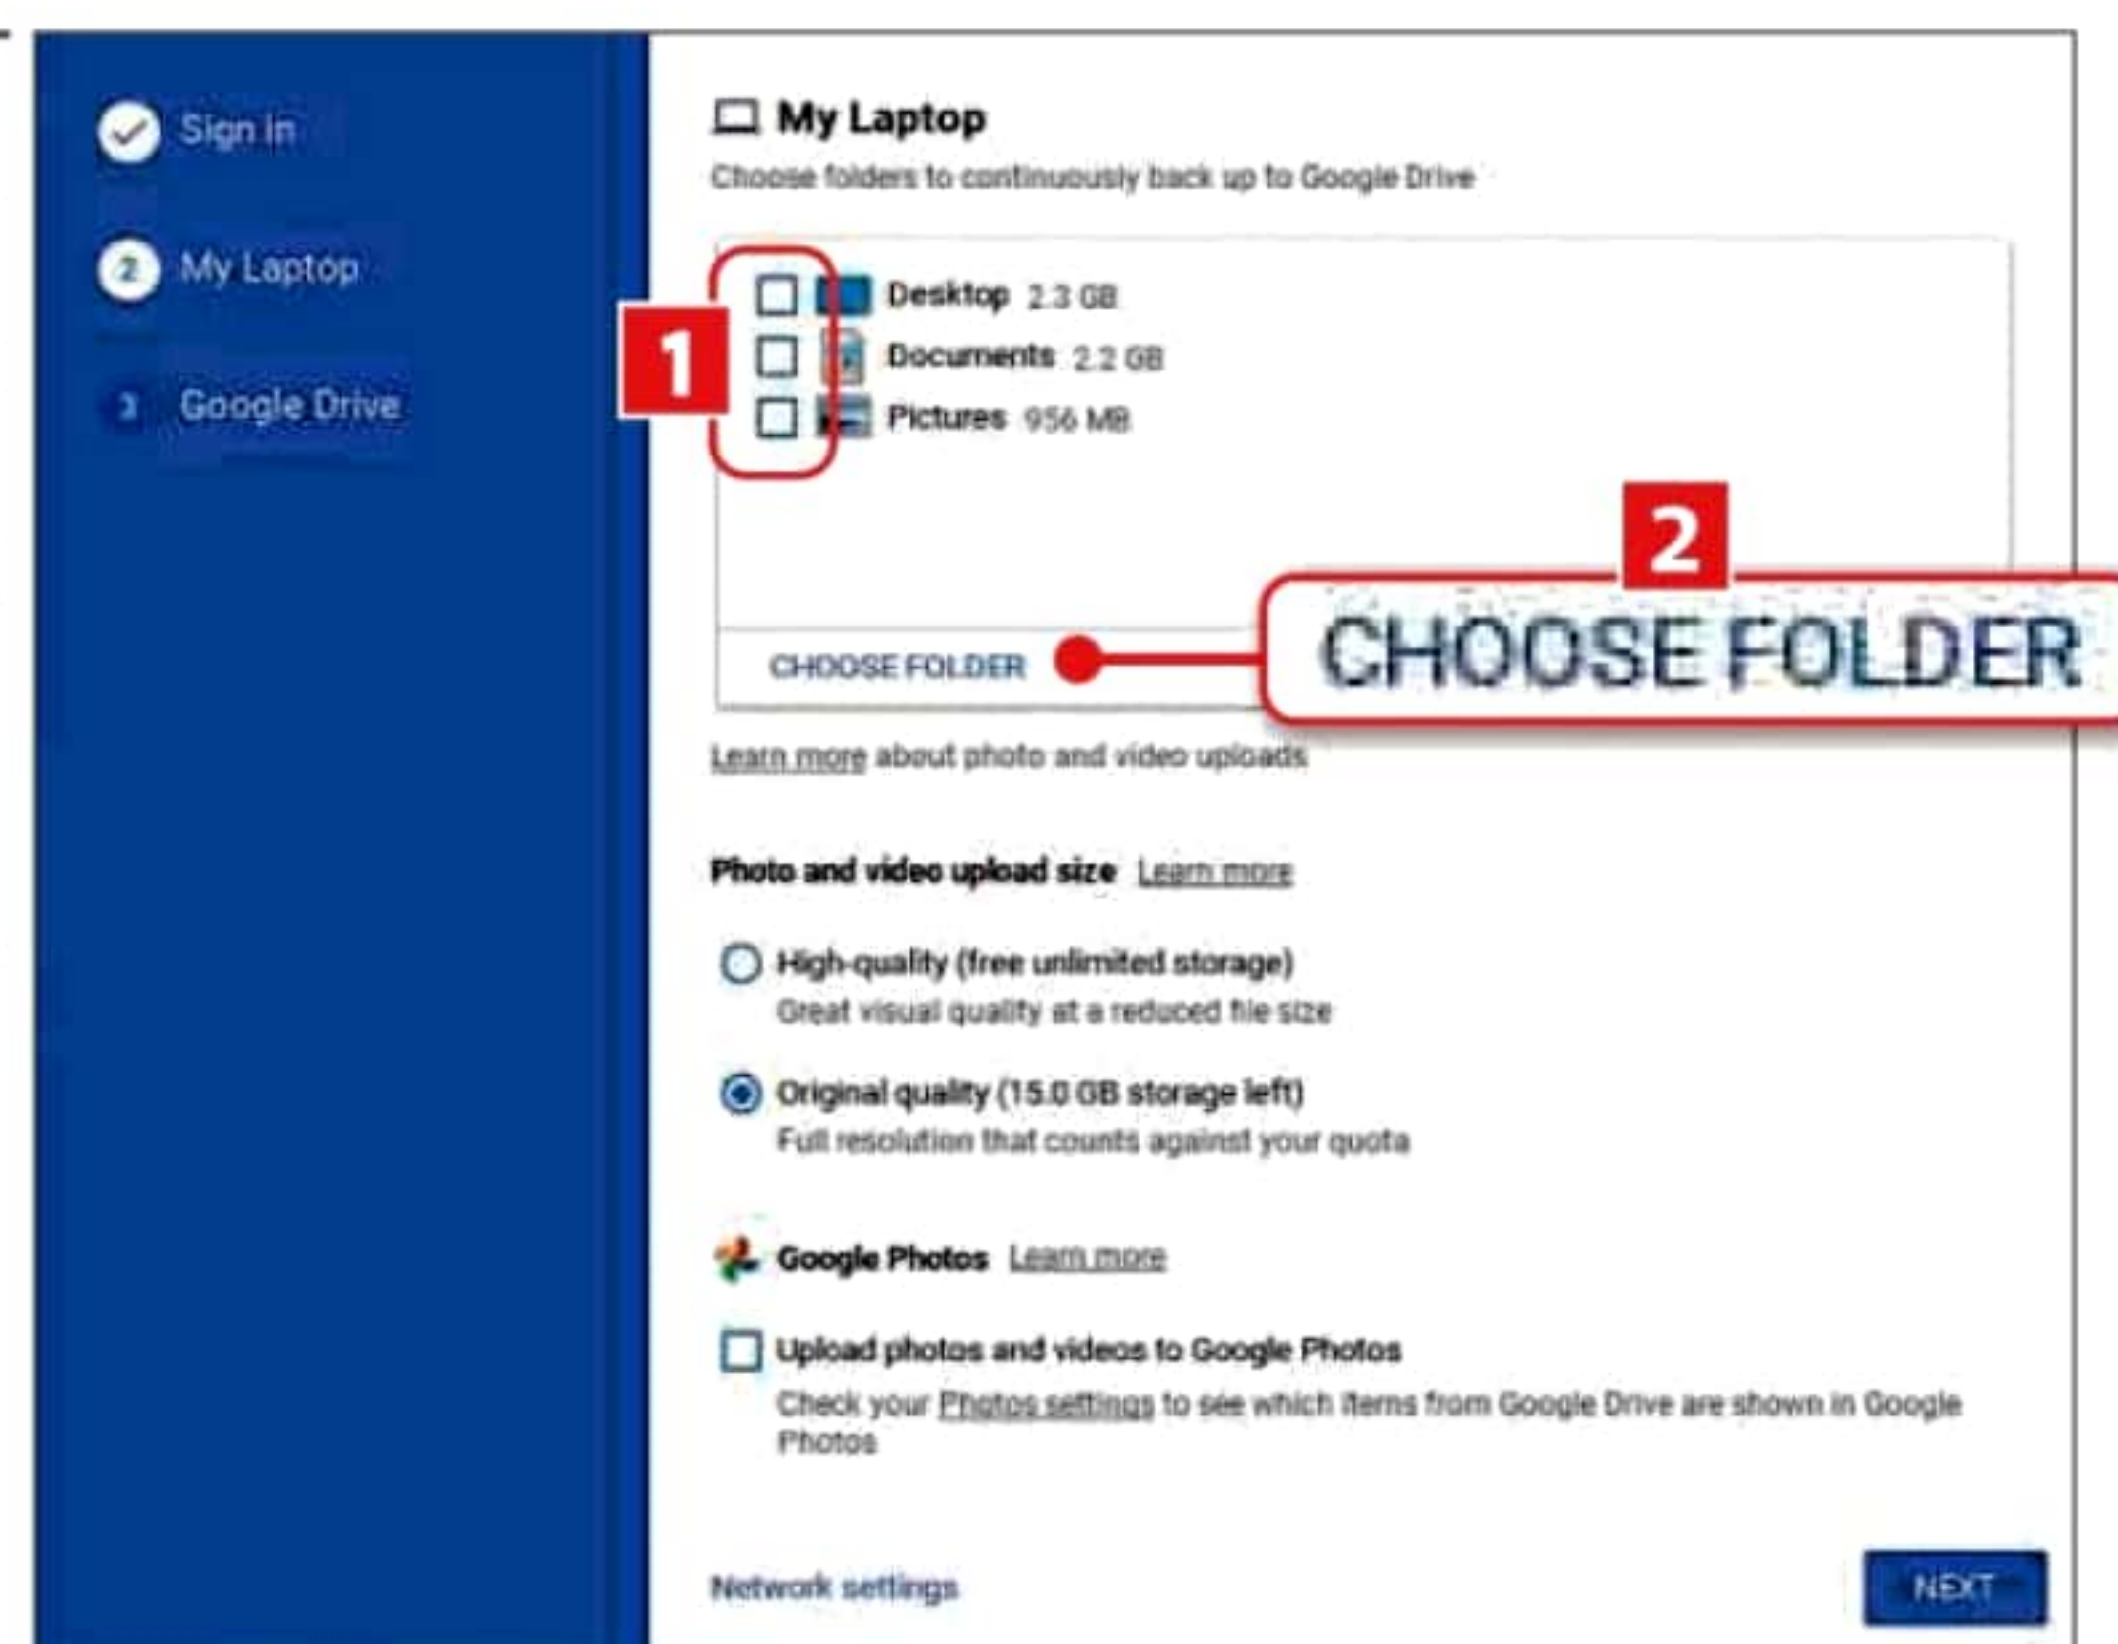 Sign in
2 My Laptop
3 Google Drive
My Laptop
Choose folders to continuously back up to Google Drive
1
Desktop 2.3 GB
Documents 2.2 GB
Pictures 956 MB
2
CHOOSE FOLDER
CHOOSE FOLDER
Learn more about photo and video uploads
Photo and video upload size Learn more
High-quality (free unlimited storage)
Great visual quality at a reduced file size
Original quality (15.0 GB storage left)
Full resolution that counts against your quota
Google Photos Learn more
Upload photos and videos to Google Photos
Check your Photos settings to see which items from Google Drive are shown in Google
Photos
Network settings
NEXT